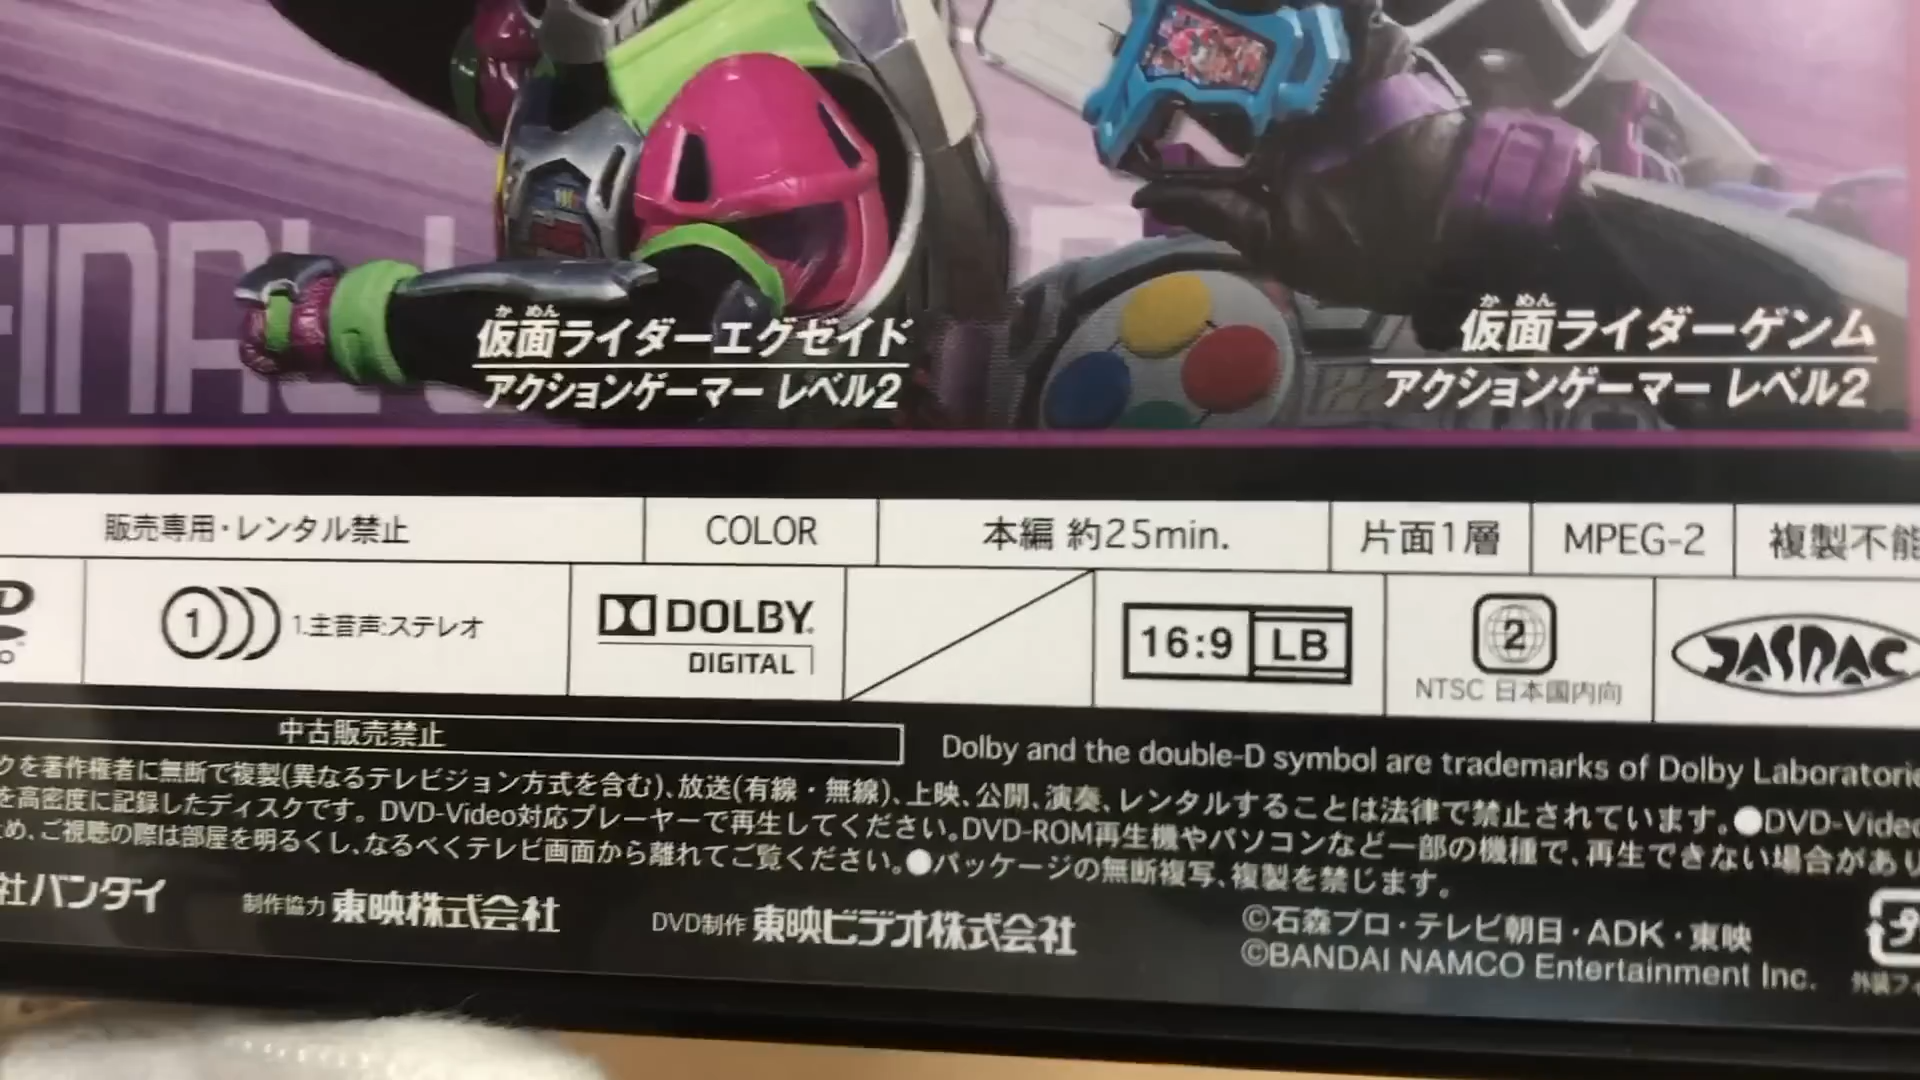 FINAL
かめん
仮面ライダーエグゼイド
アクションゲーマー レベル2
かめん
仮面ライダーゲンム
アクションゲーマー レベル2
販売専用・レンタル禁止
COLOR
本編 約25min.
片面1層
MPEG-2
複製不能
1
1.主音声:ステレオ
DOLBY
DIGITAL
16:9 LB
2
NTSC 日本国内向
JASRAC
中古販売禁止
Dolby and the double-D symbol are trademarks of Dolby Laboratorie
クを著作権者に無断で複製(異なるテレビジョン方式を含む)、放送(有線・無線)、上映、公開、演奏、レンタルすることは法律で禁止されています。●DVD-Video
を高密度に記録したディスクです。DVD-Video対応プレーヤーで再生してください。DVD-ROM再生機やパソコンなど一部の機種で、再生できない場合があり
ため、ご視聴の際は部屋を明るくし、なるべくテレビ画面から離れてご覧ください。●パッケージの無断複写、複製を禁じます。
社バンダイ
制作協力 東映株式会社
DVD制作 東映ビデオ株式会社
©石森プロ・テレビ朝日・ADK・東映
©BANDAI NAMCO Entertainment Inc.
プ
外装フィ